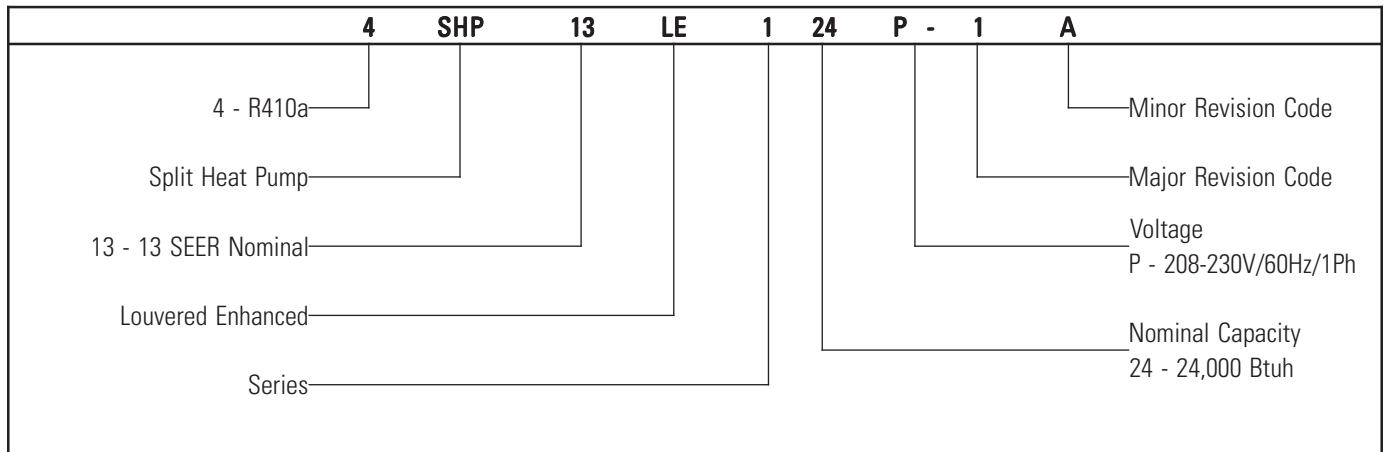 4 SHP 13 LE 1 24 P - 1 A
4 - R410a
Split Heat Pump
13 - 13 SEER Nominal
Louvered Enhanced
Series
Minor Revision Code
Major Revision Code
Voltage
P - 208-230V/60Hz/1Ph
Nominal Capacity
24 - 24,000 Btuh